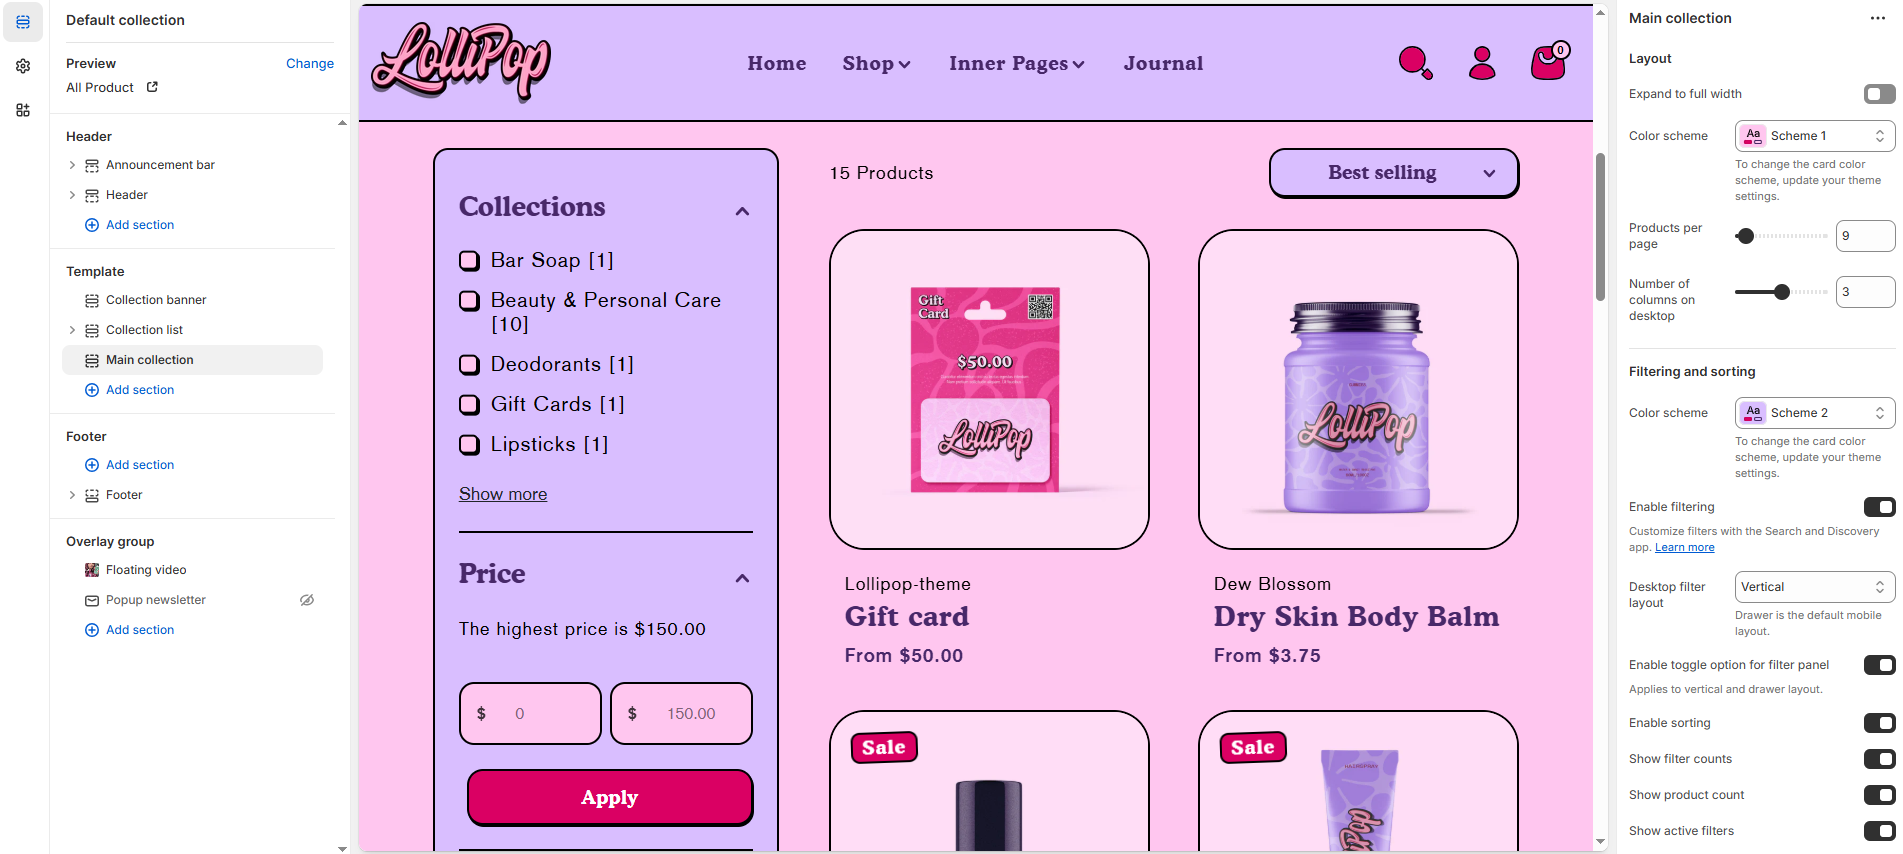 Default collection
Preview
Change
All Product
Header
Announcement bar
Header
Add section
Template
Collection banner
Collection list
Main collection
Add section
Footer
Add section
Footer
Overlay group
Floating video
Popup newsletter
Add section
LolliPop
Home
Shop
Inner Pages
Journal
0
Collections
Bar Soap [1]
Beauty & Personal Care
[10]
Deodorants [1]
Gift Cards [1]
Lipsticks [1]
Show more
Price
The highest price is $150.00
$ 0
$ 150.00
Apply
15 Products
Best selling
Gift
Card
$50.00
LolliPop
LolliPop
Lollipop-theme
Gift card
From $50.00
Dew Blossom
Dry Skin Body Balm
From $3.75
Sale
Sale
LolliPop
Main collection
Layout
Expand to full width
Color scheme
Aa
Scheme 1
To change the card color
scheme, update your theme
settings.
Products per
page
9
Number of
columns on
desktop
3
Filtering and sorting
Color scheme
Aa
Scheme 2
To change the card color
scheme, update your theme
settings.
Enable filtering
Customize filters with the Search and Discovery
app. Learn more
Desktop filter
layout
Vertical
Drawer is the default mobile
layout.
Enable toggle option for filter panel
Applies to vertical and drawer layout.
Enable sorting
Show filter counts
Show product count
Show active filters